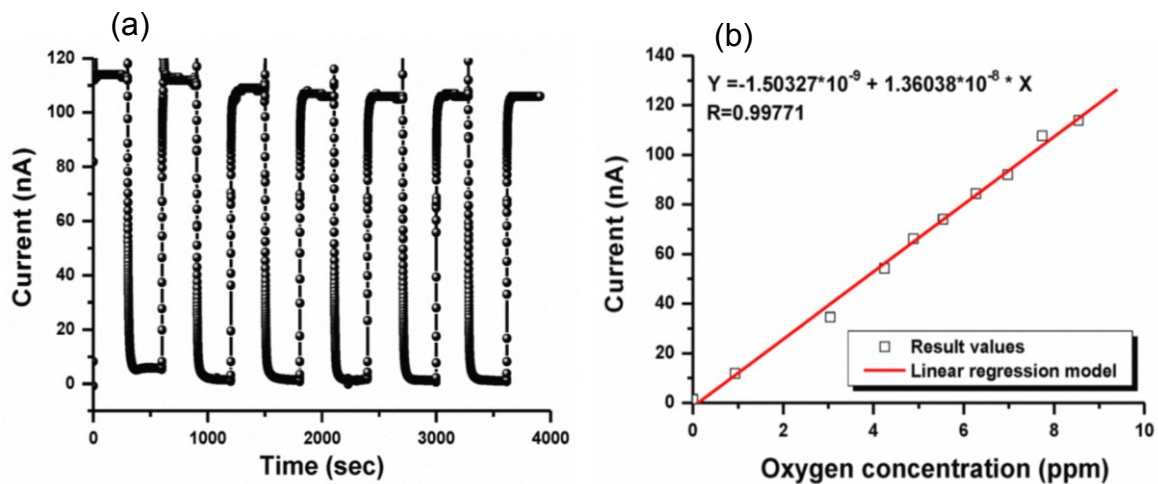 (a)
120
100
80
60
40
20
0
Current (nA)
0 1000 2000 3000 4000
Time (sec)
(b)
140
120
100
80
60
40
20
0
Current (nA)
Y =-1.50327*10-9 + 1.36038*10-8 * X
R=0.99771
Result values
Linear regression model
0 2 4 6 8 10
Oxygen concentration (ppm)